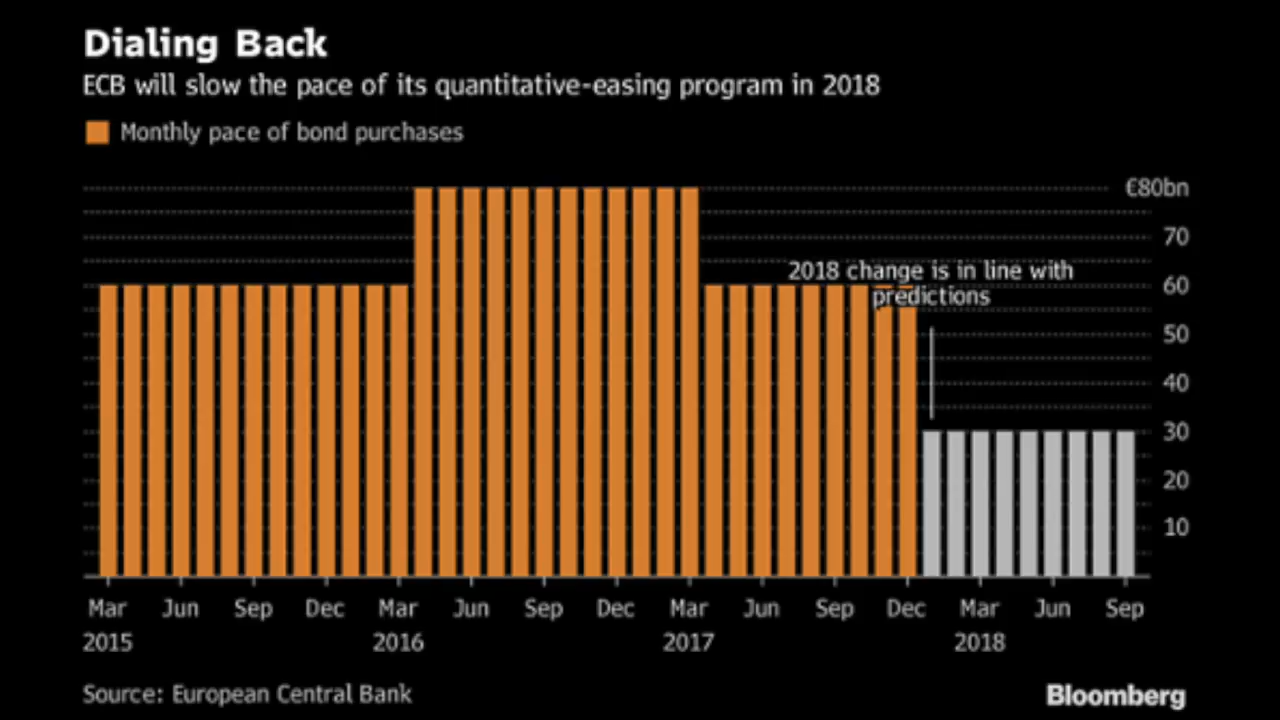 Dialing Back
ECB will slow the pace of its quantitative-easing program in 2018
Monthly pace of bond purchases
€80bn
70
2018 change is in line with
predictions
60
50
40
30
20
10
Mar Jun Sep Dec Mar Jun Sep Dec Mar Jun Sep Dec Mar Jun Sep
2015 2016 2017 2018
Source: European Central Bank Bloomberg